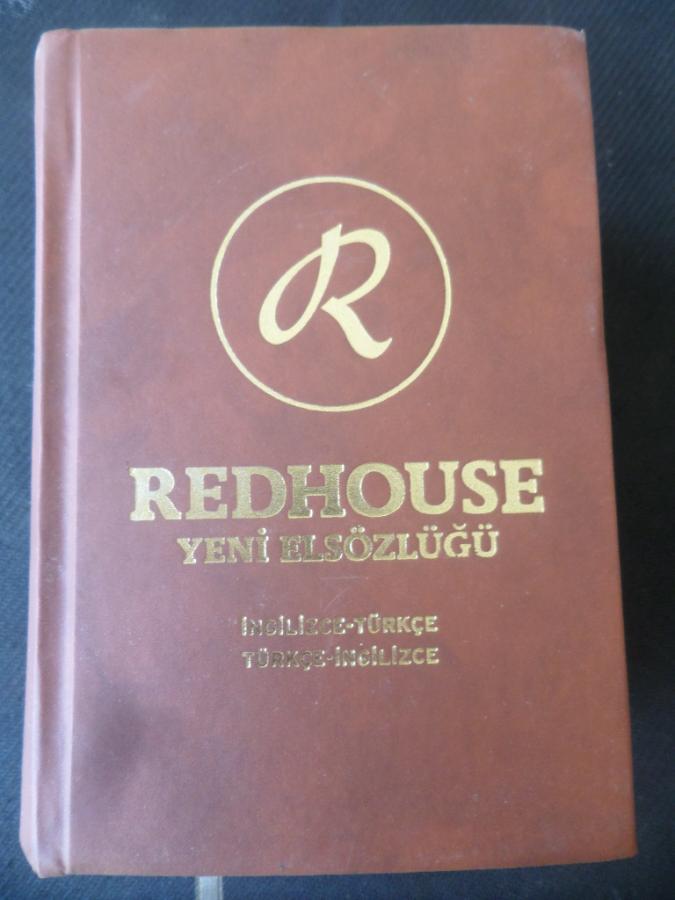 R
REDHOUSE
YENİ ELSÖZLÜĞÜ
İNGİLİZCE-TÜRKÇE
TÜRKÇE-İNGİLİZCE